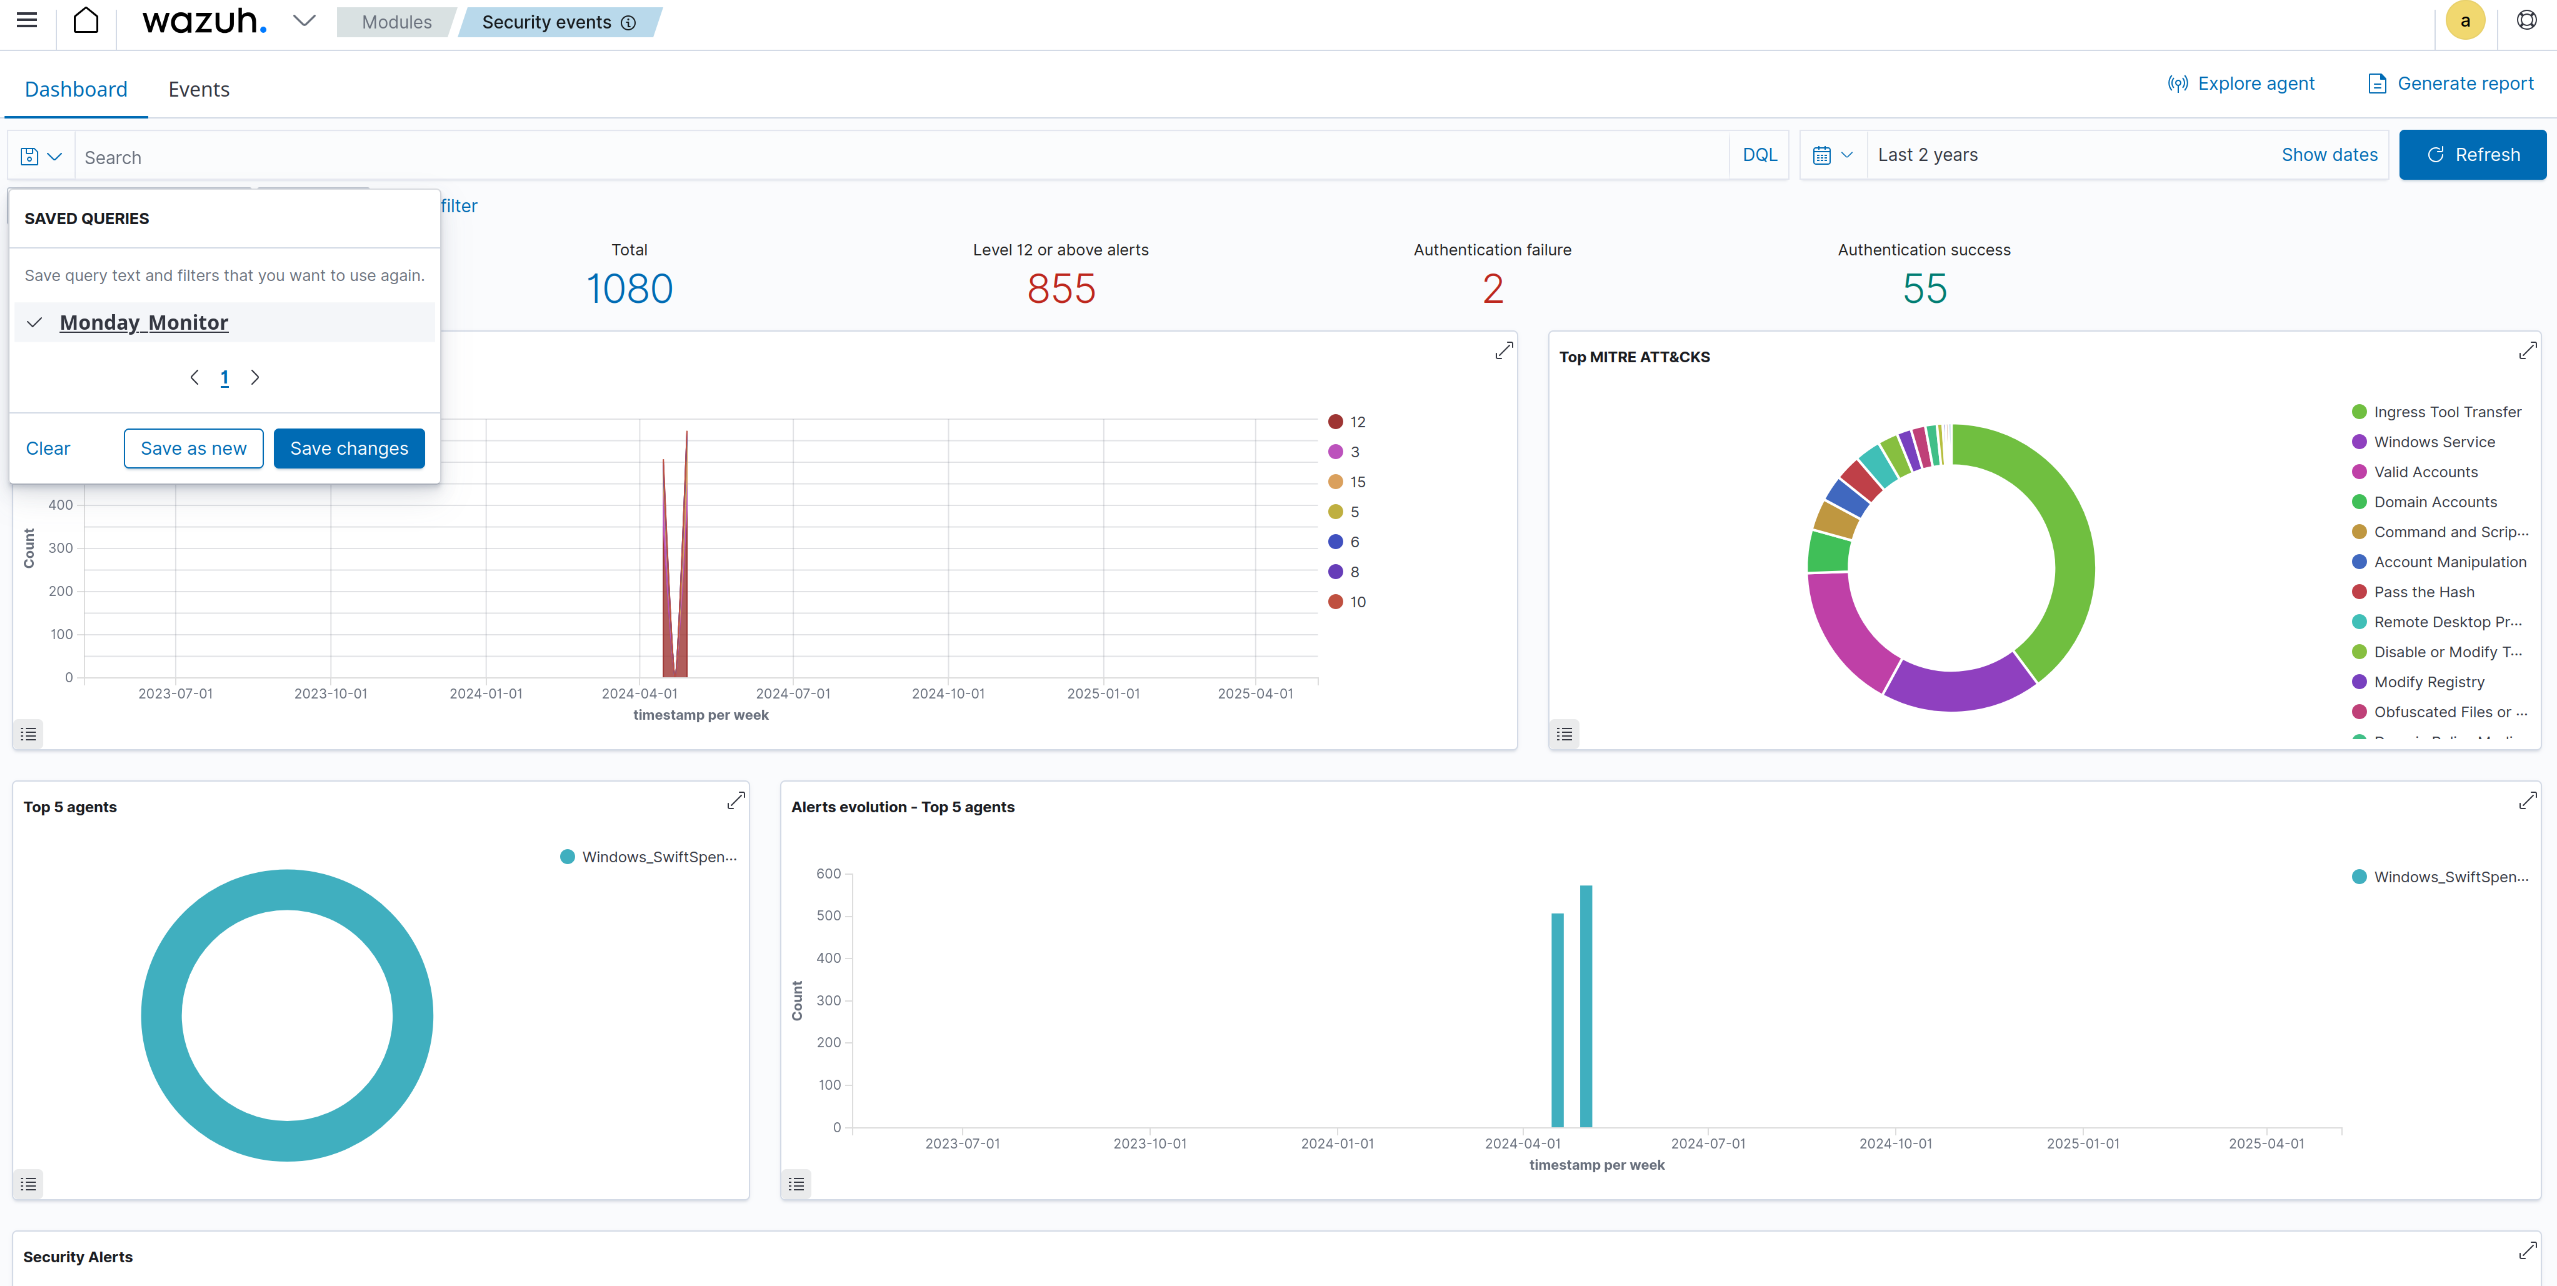 wazuh.
Modules
Security events
a
Dashboard
Events
Explore agent
Generate report
Search
DQL
Last 2 years
Show dates
Refresh
SAVED QUERIES
filter
Save query text and filters that you want to use again.
Monday_Monitor
1
Clear
Save as new
Save changes
Total
1080
Level 12 or above alerts
855
Authentication failure
2
Authentication success
55
12
3
15
5
6
8
10
Count
400
300
200
100
0
2023-07-01
2023-10-01
2024-01-01
2024-04-01
2024-07-01
2024-10-01
2025-01-01
2025-04-01
timestamp per week
Top MITRE ATT&CKS
Ingress Tool Transfer
Windows Service
Valid Accounts
Domain Accounts
Command and Scrip...
Account Manipulation
Pass the Hash
Remote Desktop Pr...
Disable or Modify T...
Modify Registry
Obfuscated Files or ...
Top 5 agents
Windows_SwiftSpen...
Alerts evolution - Top 5 agents
Windows_SwiftSpen...
Count
600
500
400
300
200
100
0
2023-07-01
2023-10-01
2024-01-01
2024-04-01
2024-07-01
2024-10-01
2025-01-01
2025-04-01
timestamp per week
Security Alerts